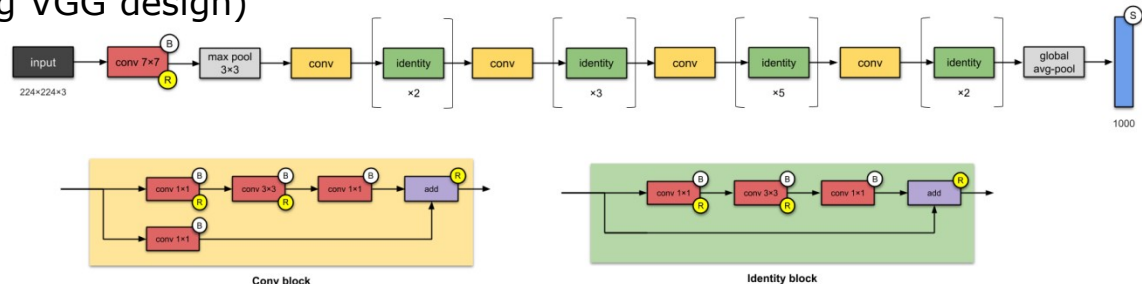 g VGG design)
input
224×224×3
conv 7×7
B
R
max pool
3×3
conv
identity
×2
conv
identity
×3
conv
identity
×5
conv
identity
×2
global
avg-pool
S
1000
conv 1×1
B
R
conv 3×3
B
R
conv 1×1
B
add
R
conv 1×1
B
Conv block
conv 1×1
B
R
conv 3×3
B
R
conv 1×1
B
add
R
Identity block